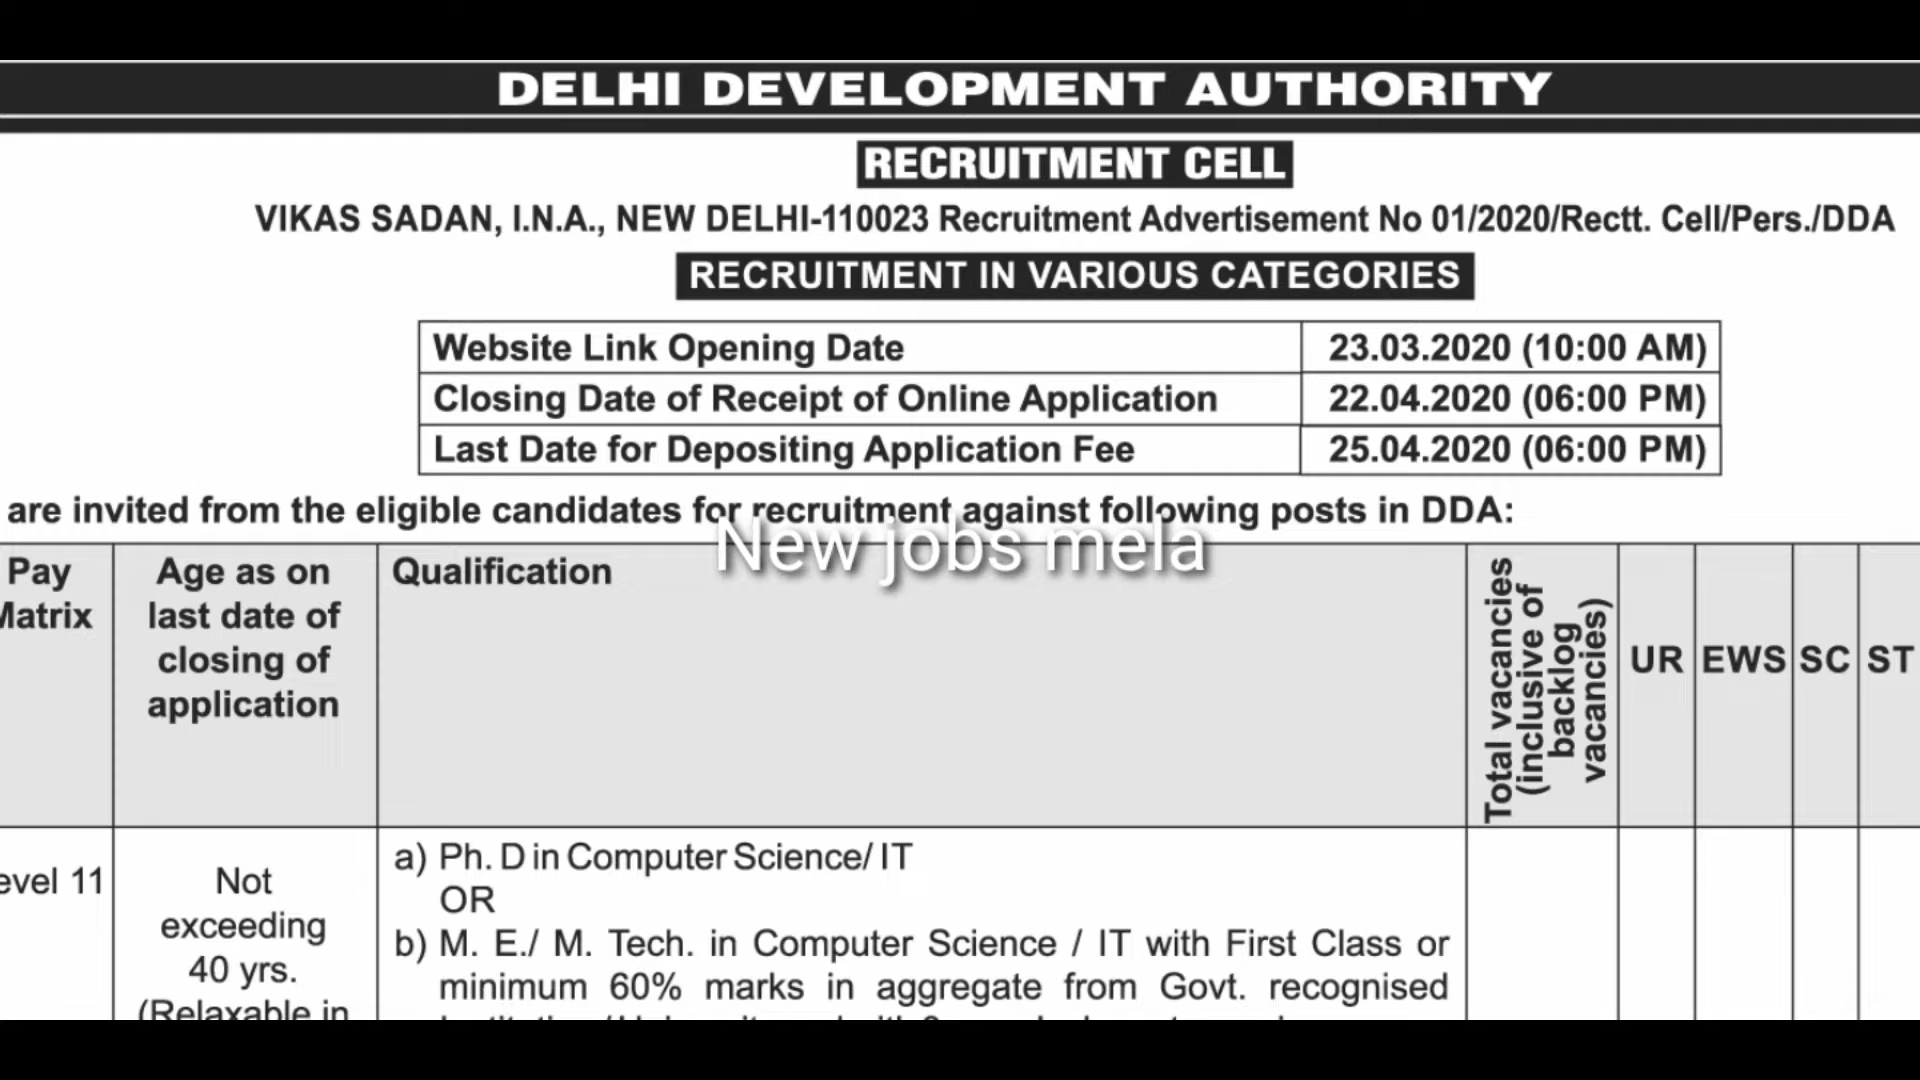 DELHI DEVELOPMENT AUTHORITY
RECRUITMENT CELL
VIKAS SADAN, I.N.A., NEW DELHI-110023 Recruitment Advertisement No 01/2020/Rectt. Cell/Pers./DDA
RECRUITMENT IN VARIOUS CATEGORIES
Website Link Opening Date 23.03.2020 (10:00 AM)
Closing Date of Receipt of Online Application 22.04.2020 (06:00 PM)
Last Date for Depositing Application Fee 25.04.2020 (06:00 PM)
are invited from the eligible candidates for recruitment against following posts in DDA:
New jobs mela
Pay
Matrix
Age as on
last date of
closing of
application
Qualification
Total vacancies
(inclusive of
backlog
vacancies)
UR
EWS
SC
ST
evel 11
Not
exceeding
40 yrs.
(Relaxable in
a) Ph. D in Computer Science/ IT
OR
b) M. E./ M. Tech. in Computer Science / IT with First Class or
minimum 60% marks in aggregate from Govt. recognised